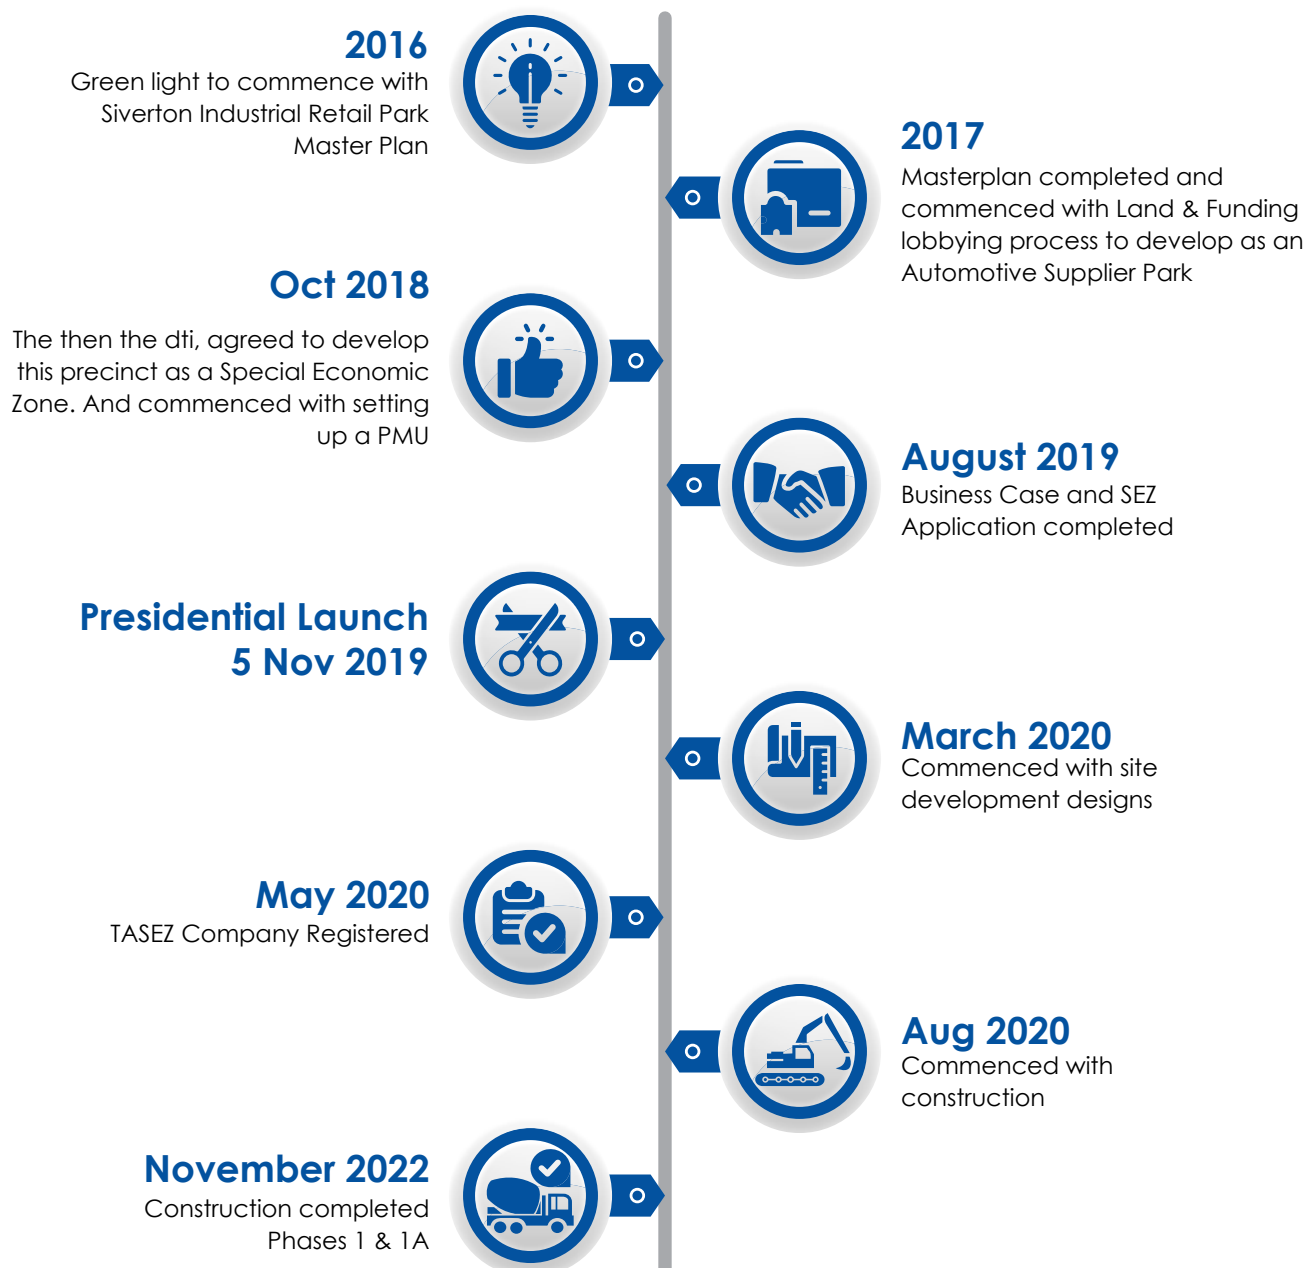 2016
Green light to commence with
Siverton Industrial Retail Park
Master Plan
2017
Masterplan completed and
commenced with Land & Funding
lobbying process to develop as an
Automotive Supplier Park
Oct 2018
The then the dti, agreed to develop
this precinct as a Special Economic
Zone. And commenced with setting
up a PMU
August 2019
Business Case and SEZ
Application completed
Presidential Launch
5 Nov 2019
March 2020
Commenced with site
development designs
May 2020
TASEZ Company Registered
Aug 2020
Commenced with
construction
November 2022
Construction completed
Phases 1 & 1A